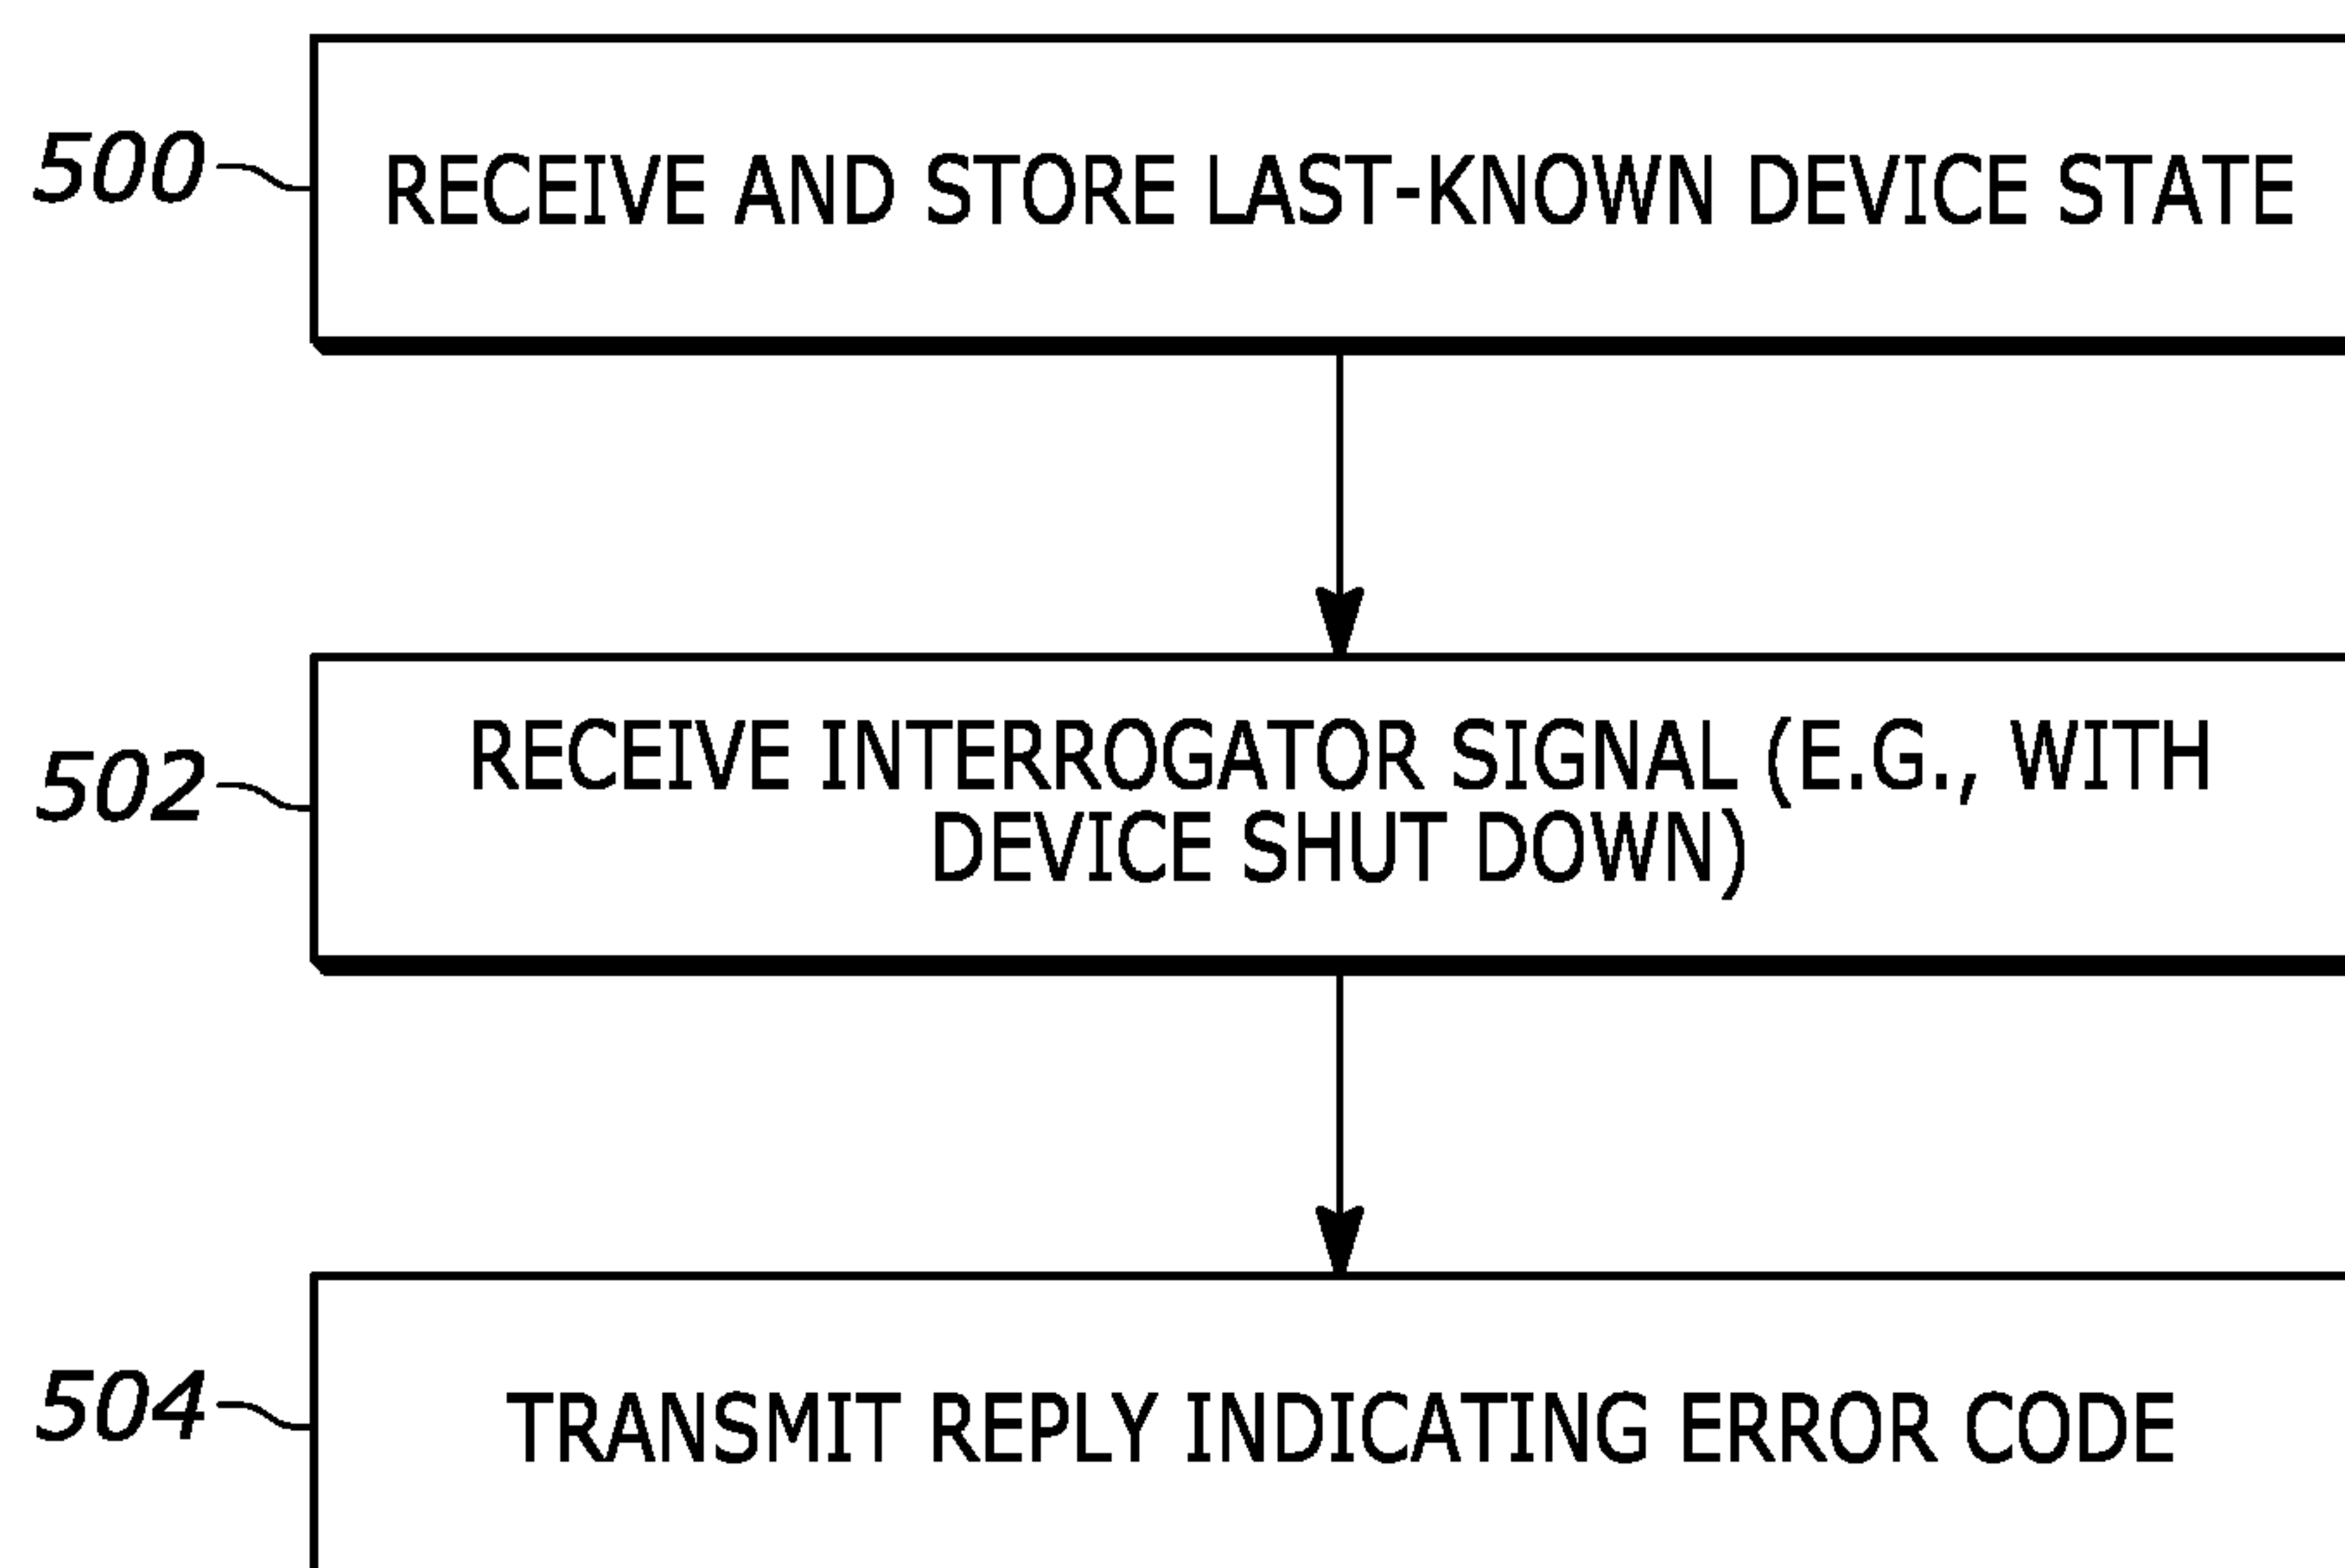 500
RECEIVE AND STORE LAST-KNOWN DEVICE STATE
502
RECEIVE INTERROGATOR SIGNAL (E.G., WITH
DEVICE SHUT DOWN)
504
TRANSMIT REPLY INDICATING ERROR CODE